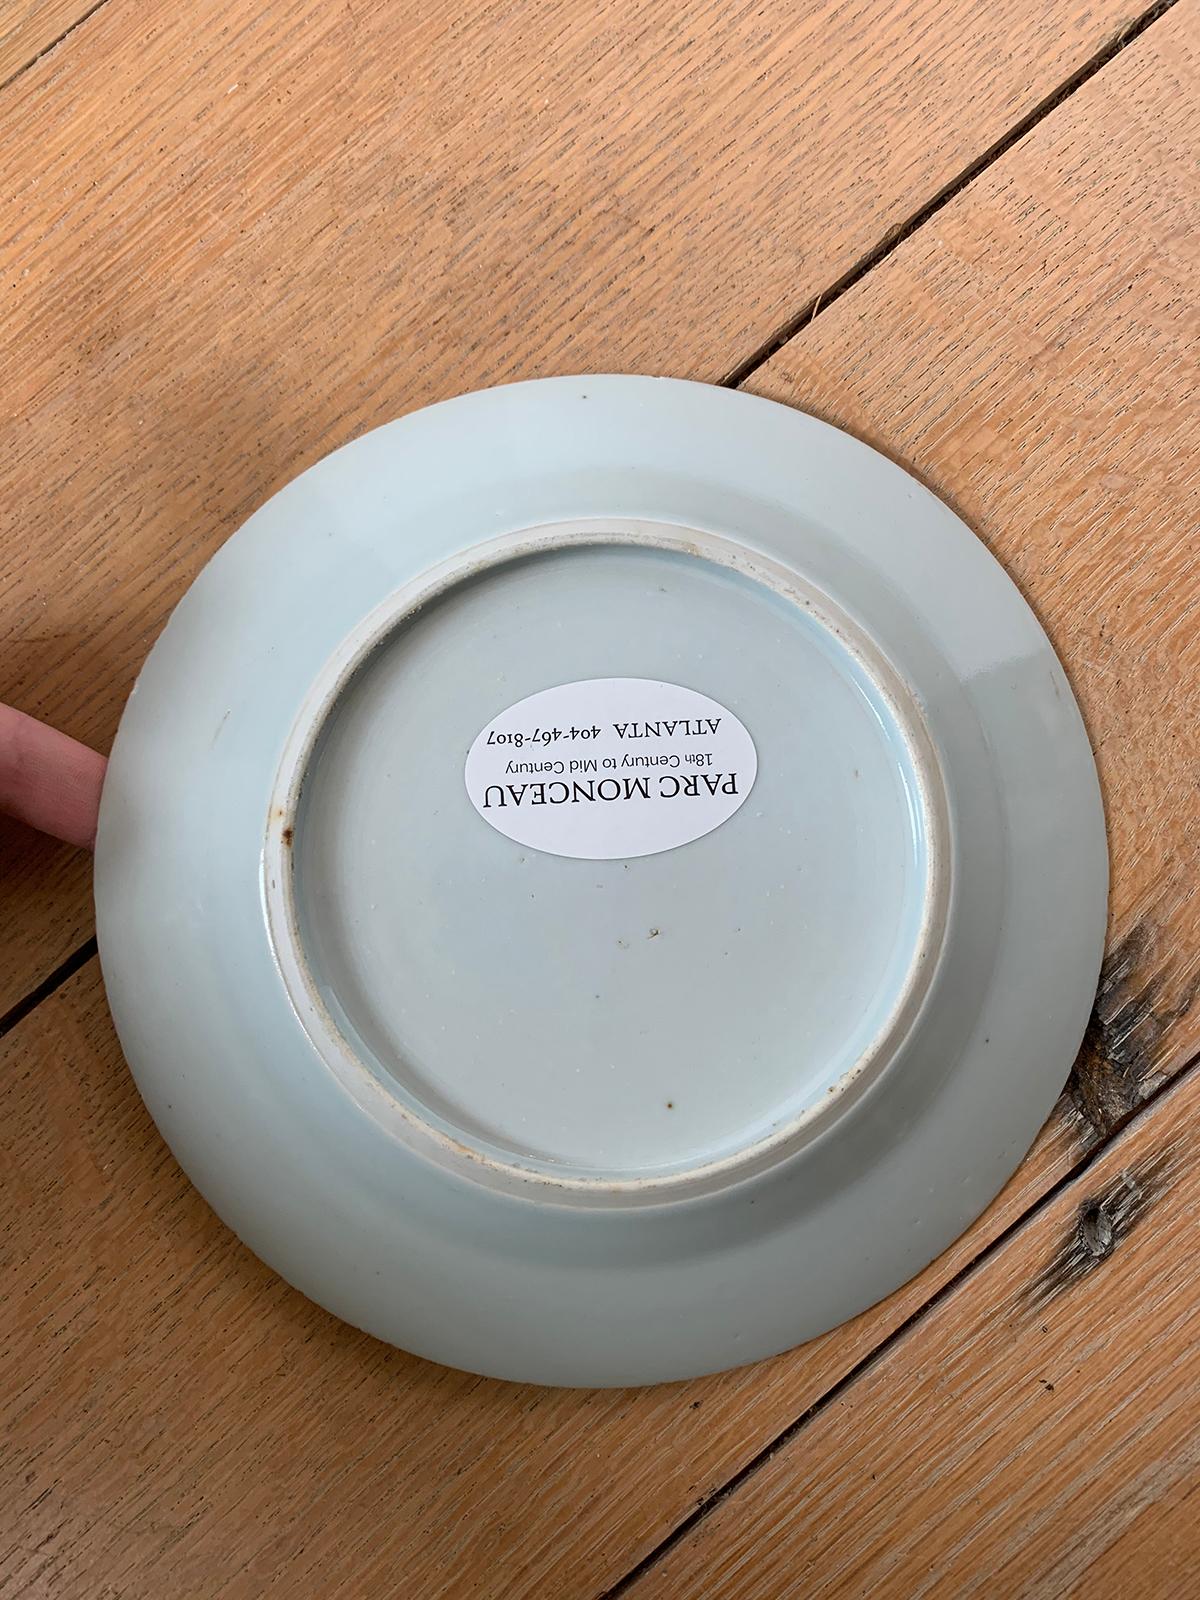 PARC MONCEAU
18th Century to Mid Century
ATLANTA 404-467-8107